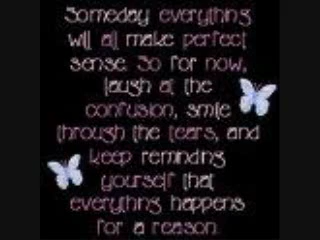 Someday everything
will all make perfect
sense. So for now,
laugh at the
confusion, smile
through the tears, and
keep reminding
yourself that
everything happens
for a reason.